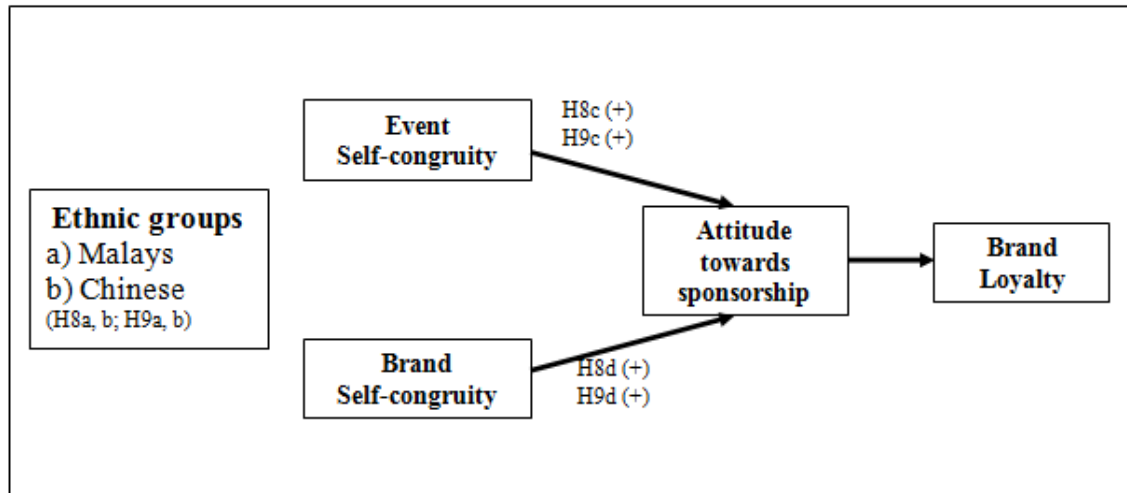 Ethnic groups
a) Malays
b) Chinese
(H8a, b; H9a, b)
Event
Self-congruity
H8c (+)
H9c (+)
Brand
Self-congruity
H8d (+)
H9d (+)
Attitude
towards
sponsorship
Brand
Loyalty